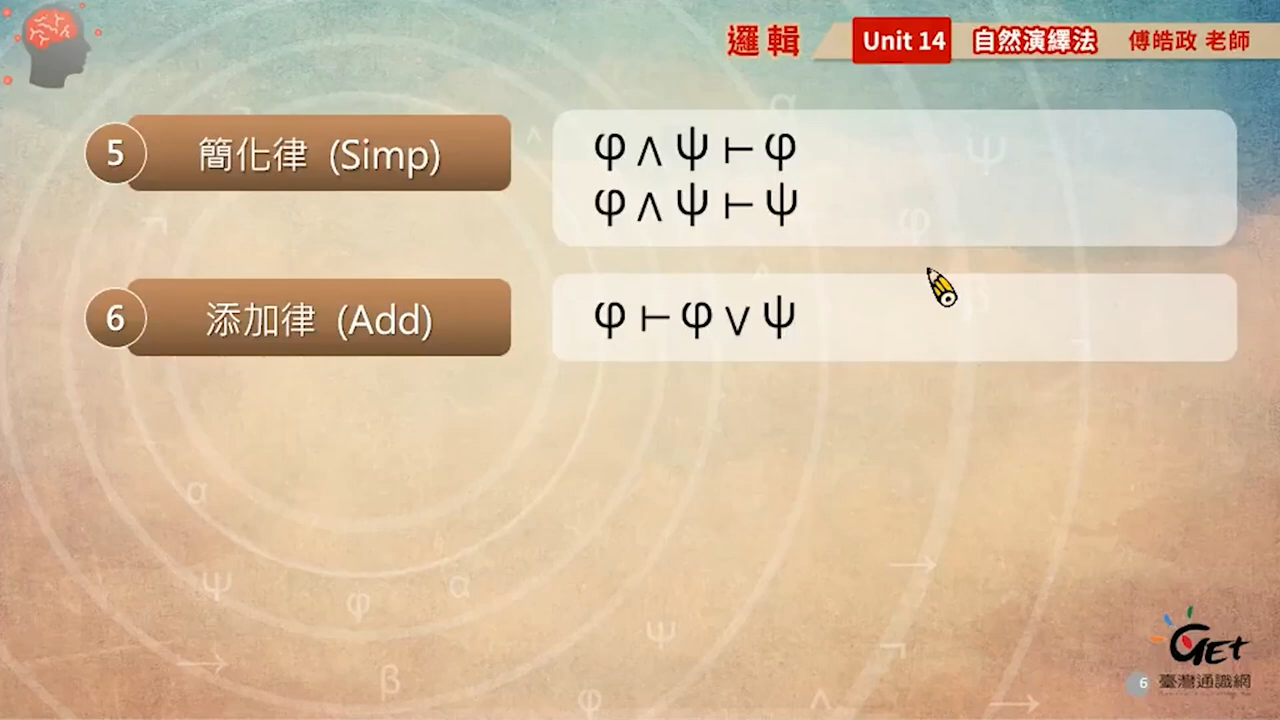 邏輯 Unit 14 自然演繹法 傅皓政 老師
5 簡化律 (Simp)
φ ∧ ψ ⊢ φ
φ ∧ ψ ⊢ ψ
6 添加律 (Add)
φ ⊢ φ ∨ ψ
GET
6 臺灣通識網